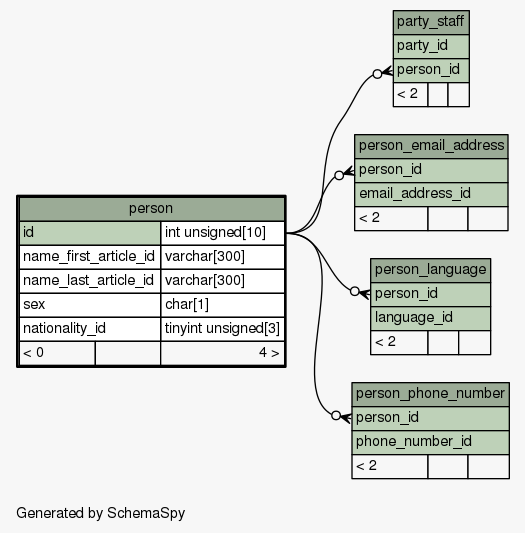 party_staff
party_id
person_id
< 2
person_email_address
person_id
email_address_id
< 2
person
id int unsigned[10]
name_first_article_id varchar[300]
name_last_article_id varchar[300]
sex char[1]
nationality_id tinyint unsigned[3]
< 0 4 >
person_language
person_id
language_id
< 2
person_phone_number
person_id
phone_number_id
< 2
Generated by SchemaSpy